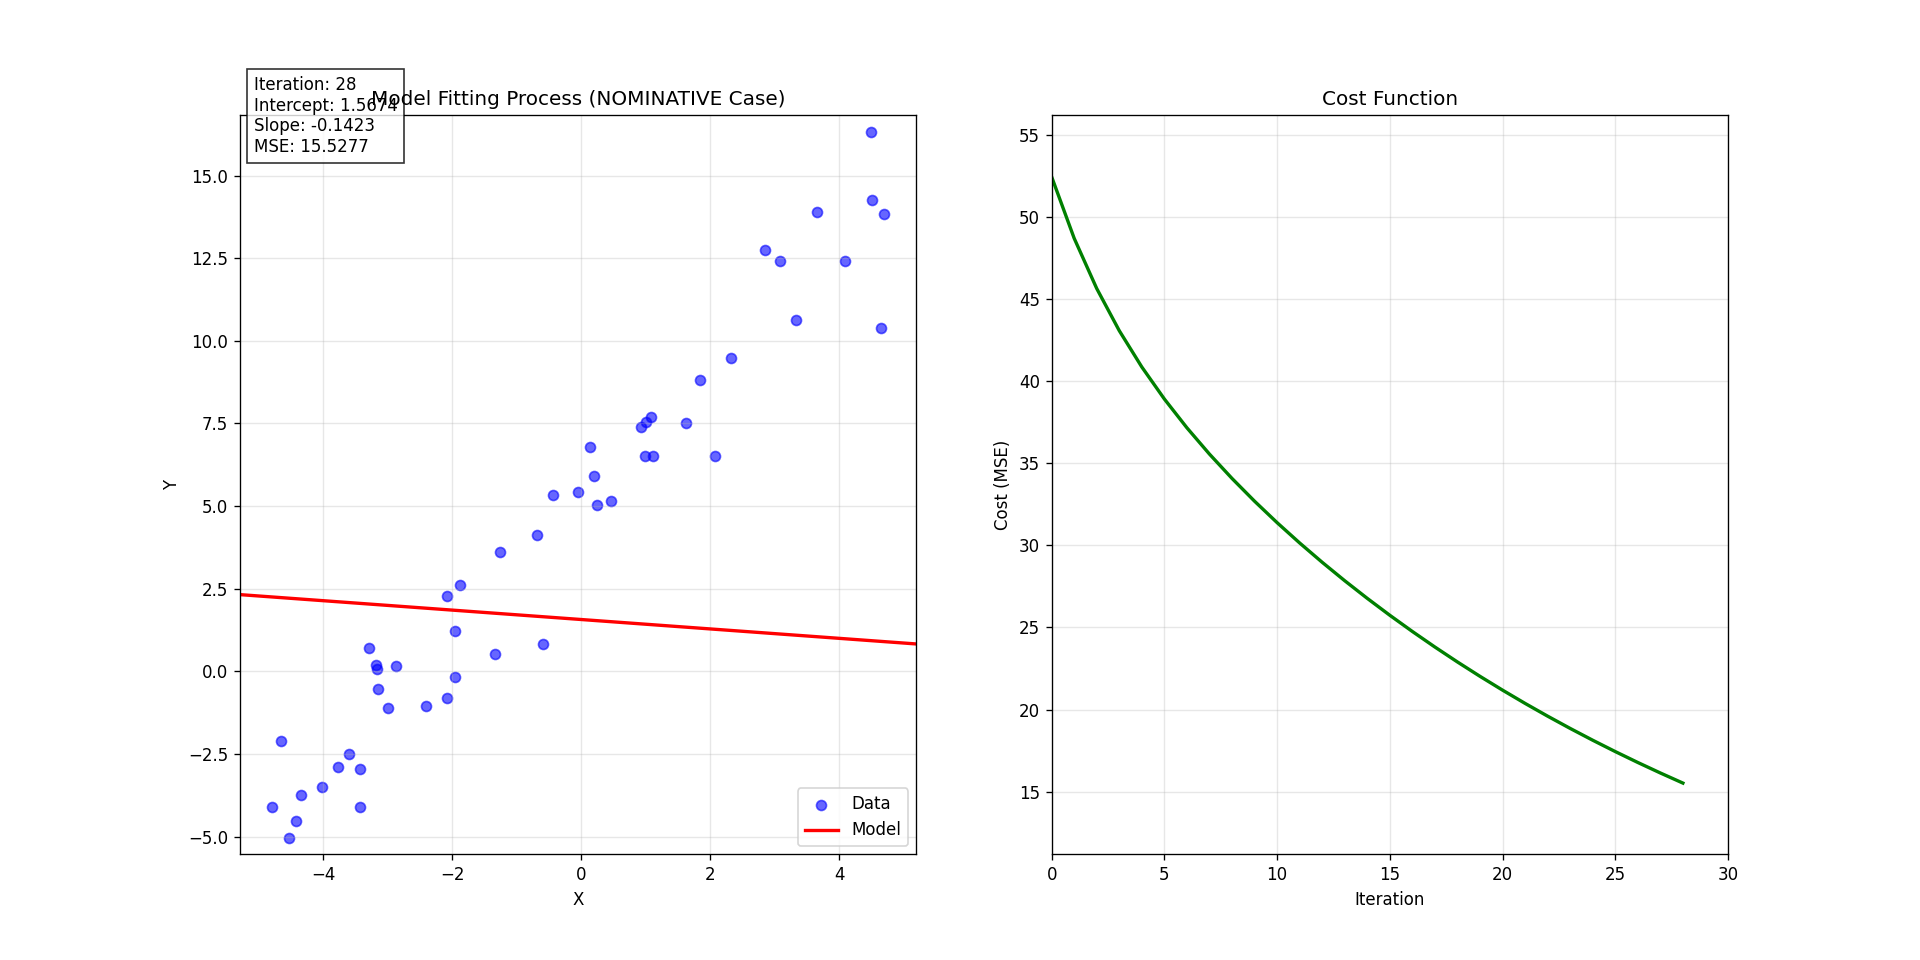 Iteration: 28
Intercept: 1.5674
Slope: -0.1423
MSE: 15.5277
Model Fitting Process (NOMINATIVE Case)
15.0
12.5
10.0
7.5
5.0
2.5
0.0
−2.5
−5.0
Y
−4
−2
0
2
4
X
Data
Model
Cost Function
55
50
45
40
35
30
25
20
15
Cost (MSE)
0
5
10
15
20
25
30
Iteration